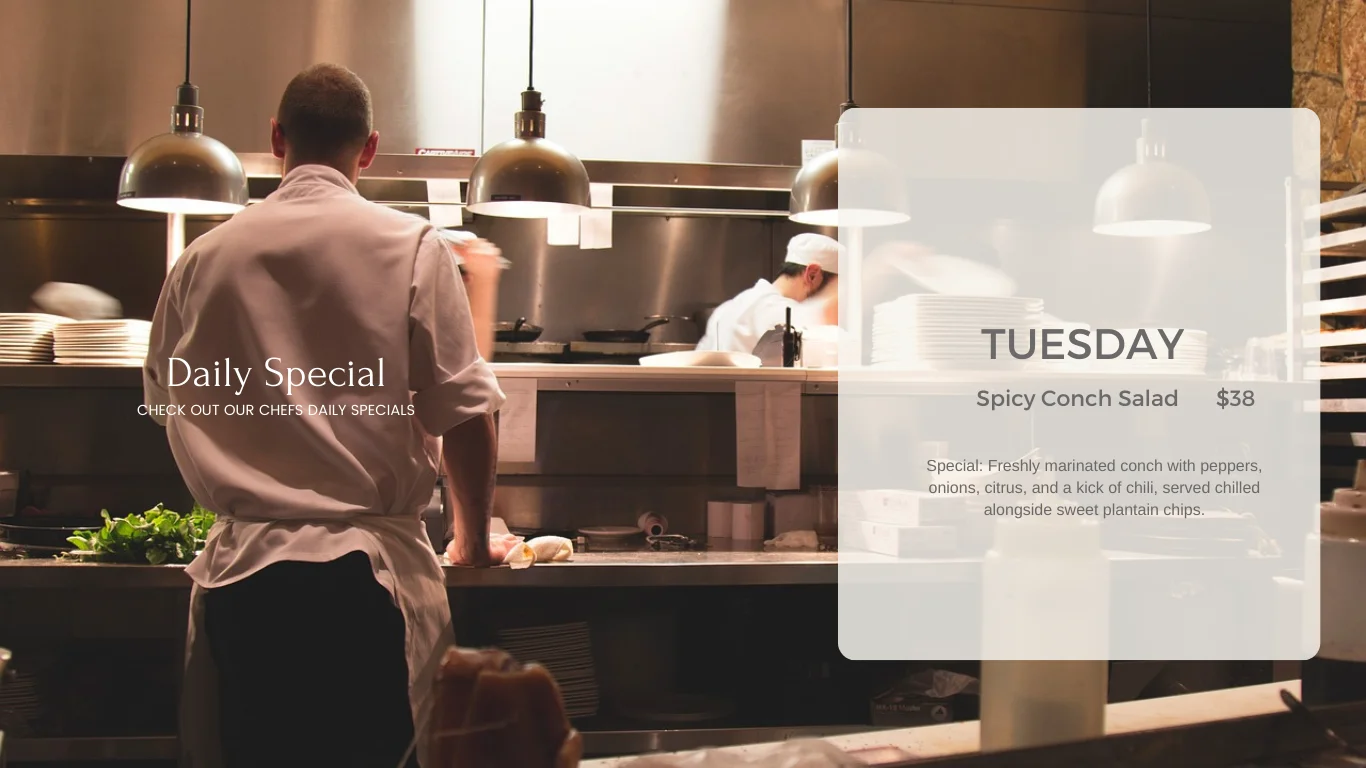 Daily Special
CHECK OUT OUR CHEFS DAILY SPECIALS
TUESDAY
Spicy Conch Salad $38
Special: Freshly marinated conch with peppers,
onions, citrus, and a kick of chili, served chilled
alongside sweet plantain chips.